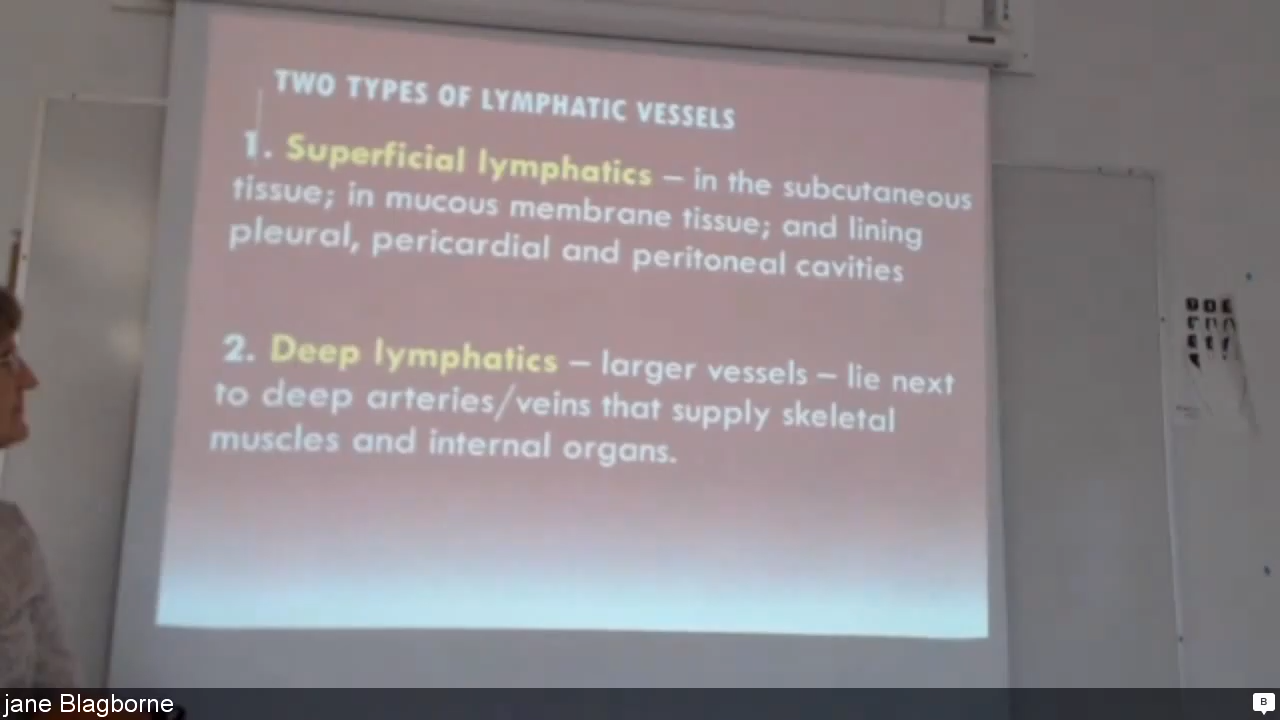 TWO TYPES OF LYMPHATIC VESSELS
1. Superficial lymphatics – in the subcutaneous
tissue; in mucous membrane tissue; and lining
pleural, pericardial and peritoneal cavities
2. Deep lymphatics – larger vessels – lie next
to deep arteries/veins that supply skeletal
muscles and internal organs.
jane Blagborne
B